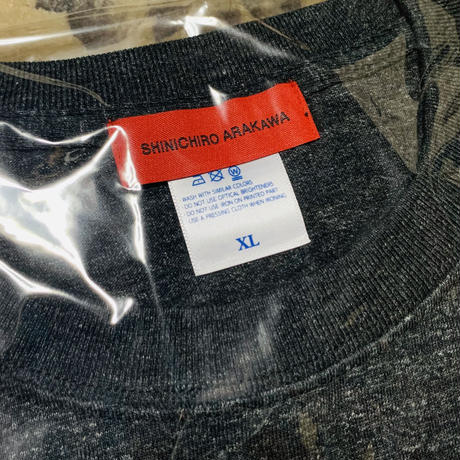 SHINICHIRO ARAKAWA
WASH WITH SIMILAR COLORS
DO NOT USE OPTICAL BRIGHTENERS
DO NOT USE IRON ON PRINTED PART
USE A PRESSING CLOTH WHEN IRONING
XL